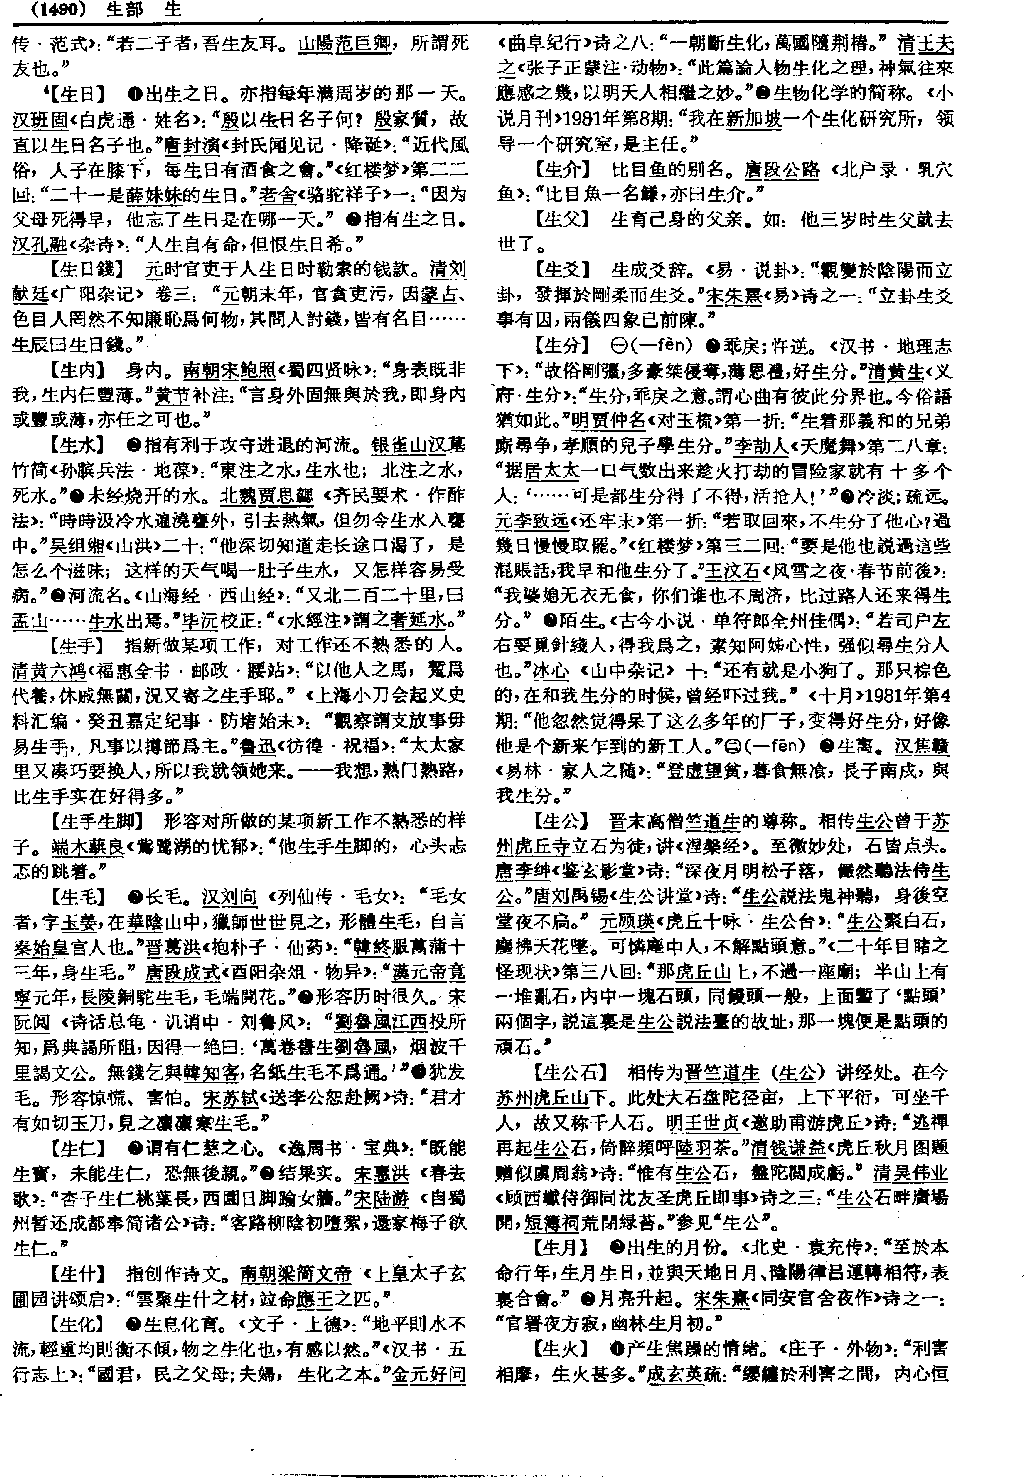 (1490) 生部 生
传·范式》:“若二子者,吾生友耳。山陽范巨卿,所謂死
友也。”
【生日】 ❶出生之日。亦指每年满周岁的那一天。
汉班固《白虎通·姓名》:“殷以生日名子何?殷家質,故
直以生日名子也。”唐封演《封氏闻见记·降诞》:“近代風
俗,人子在膝下,每生日有酒食之會。”《红楼梦》第二二
回:“二十一是薛妹妹的生日。”老舍《骆驼祥子》一:“因为
父母死得早,他忘了生日是在哪一天。” ❷指有生之日。
汉孔融《杂诗》:“人生自有命,但恨生日希。”
【生日錢】 元时官吏于人生日时勒索的钱款。清刘
献廷《广阳杂记》卷三:“元朝末年,官貪吏污,因蒙古、
色目人罔然不知廉恥爲何物,其問人討錢,皆有名目……
生辰曰生日錢。”
【生内】 身内。南朝宋鲍照《蜀四贤咏》:“身表既非
我,生内任豐薄。”黄节补注:“言身外固無與於我,即身内
或豐或薄,亦任之可也。”
【生水】 ❶指有利于攻守进退的河流。银雀山汉墓
竹简《孙膑兵法·地葆》:“東注之水,生水也;北注之水,
死水。”❷未经烧开的水。北魏贾思勰《齐民要术·作酢
法》:“時時汲冷水遶澆甕外,引去熱氣,但勿令生水入甕
中。”吴组缃《山洪》二十:“他深切知道走长途口渴了,是
怎么个滋味;这样的天气喝一肚子生水,又怎样容易受
病。”❸河流名。《山海经·西山经》:“又北二百二十里,曰
盂山……生水出焉。”毕沅校正:“《水經注》謂之奢延水。”
【生手】 指新做某项工作,对工作还不熟悉的人。
清黄六鸿《福惠全书·邮政·腰站》:“以他人之馬,暫爲
代養,休戚無關,況又寄之生手耶。”《上海小刀会起义史
料汇编·癸丑嘉定纪事·防堵始末》:“觀察謂支放事毋
易生手,凡事以撙節爲主。”鲁迅《彷徨·祝福》:“太太家
里又凑巧要换人,所以我就领她来。——我想,熟门熟路,
比生手实在好得多。”
【生手生脚】 形容对所做的某项新工作不熟悉的样
子。端木蕻良《鴜鹭湖的忧郁》:“他生手生脚的,心头忐
忑的跳着。”
【生毛】 ❶长毛。汉刘向《列仙传·毛女》:“毛女
者,字玉姜,在華陰山中,獵師世世見之,形體生毛,自言
秦始皇宫人也。”晋葛洪《抱朴子·仙药》:“韓終服菖蒲十
三年,身生毛。”唐段成式《酉阳杂俎·物异》:“漢元帝竟
寧元年,長陵銅駝生毛,毛端開花。”❷形容历时很久。宋
阮阅《诗话总龟·讥诮中·刘鲁风》:“劉魯風江西投所
知,爲典謁所阻,因得一絶曰:‘萬卷書生劉魯風,烟波千
里謁文公。無錢乞與韓知客,名紙生毛不爲通。’”❸犹发
毛。形容惊慌、害怕。宋苏轼《送李公恕赴阙》诗:“君才
有如切玉刀,見之凛凛寒生毛。”
【生仁】 ❶谓有仁慈之心。《逸周书·宝典》:“既能
生寳,未能生仁,恐無後親。”❷结果实。宋惠洪《春去
歌》:“杏子生仁桃葉長,西園日脚踰女牆。”宋陆游《自蜀
州暂还成都奉简诸公》诗:“客路柳陰初墮絮,還家梅子欲
生仁。”
【生什】 指创作诗文。南朝梁简文帝《上皇太子玄
圃园讲颂启》:“雲聚生什之材,竝命應王之匹。”
【生化】 ❶生息化育。《文子·上德》:“地平則水不
流,輕重均則衡不傾,物之生化也,有感以然。”《汉书·五
行志上》:“國君,民之父母;夫婦,生化之本。”金元好问
《曲阜纪行》诗之八:“一朝斷生化,萬國隨荆榛。”清王夫
之《张子正蒙注·动物》:“此篇論人物生化之理,神氣往來
應感之幾,以明天人相繼之妙。”❷生物化学的简称。《小
说月刊》1981年第8期:“我在新加坡一个生化研究所,领
导一个研究室,是主任。”
【生介】 比目鱼的别名。唐段公路《北户录·乳穴
鱼》:“比目魚一名鰜,亦曰生介。”
【生父】 生育己身的父亲。如:他三岁时生父就去
世了。
【生爻】 生成爻辞。《易·说卦》:“觀變於陰陽而立
卦,發揮於剛柔而生爻。”宋朱熹《易》诗之一:“立卦生爻
事有因,兩儀四象已前陳。”
【生分】 ㊀(—fèn) ❶乖戾;忤逆。《汉书·地理志
下》:“故俗剛彊,多豪桀侵奪,薄恩禮,好生分。”清黄生《义
府·生分》:“生分,乖戾之意。謂心曲有彼此分界也。今俗語
猶如此。”明贾仲名《对玉梳》第一折:“生着那義和的兄弟
厮尋争,孝順的兒子學生分。”李劼人《天魔舞》第二八章:
“据居太太一口气数出来趁火打劫的冒险家就有十多个
人:‘……可是都生分得了不得,活抢人!’”❷冷淡;疏远。
元李致远《还牢末》第一折:“若取回來,不生分了他心?過
幾日慢慢取罷。”《红楼梦》第三二回:“要是他也說過這些
混賬話,我早和他生分了。”王汶石《风雪之夜·春节前後》:
“我婆媳无衣无食,你们谁也不周济,比过路人还来得生
分。” ❸陌生。《古今小说·单符郎全州佳偶》:“若司户左
右要覓針綫人,得我爲之,素知阿姊心性,强似尋生分人
也。”冰心《山中杂记》十:“还有就是小狗了。那只棕色
的,在和我生分的时候,曾经吓过我。”《十月》1981年第4
期:“他忽然觉得呆了这么多年的厂子,变得好生分,好像
他是个新来乍到的新工人。”㊁(—fēn) ❶生离。汉焦赣
《易林·家人之随》:“登虚望貧,暮食無飡,長子南戍,與
我生分。”
【生公】 晋末高僧竺道生的尊称。相传生公曾于苏
州虎丘寺立石为徒,讲《涅槃经》。至微妙处,石皆点头。
唐李绅《鉴玄影堂》诗:“深夜月明松子落,儼然聽法侍生
公。”唐刘禹锡《生公讲堂》诗:“生公說法鬼神聽,身後空
堂夜不扃。”元顾瑛《虎丘十咏·生公台》:“生公聚白石,
麈拂天花墜。可憐塵中人,不解點頭意。”《二十年目睹之
怪现状》第三八回:“那虎丘山上,不過一座廟;半山上有
一堆亂石,内中一塊石頭,同饅頭一般,上面鏨了‘點頭’
兩個字,説這裏是生公説法臺的故址,那一塊便是點頭的
頑石。”
【生公石】 相传为晋竺道生(生公)讲经处。在今
苏州虎丘山下。此处大石盘陀径亩,上下平衍,可坐千
人,故又称千人石。明王世贞《邀助甫游虎丘》诗:“逃禪
再起生公石,倚醉頻呼陸羽茶。”清钱谦益《虎丘秋月图题
赠似虞周翁》诗:“惟有生公石,盤陀閲成虧。”清吴伟业
《顾西巘侍御同沈友圣虎丘即事》诗之三:“生公石畔廣場
開,短簿祠荒閉緑苔。”参见“生公”。
【生月】 ❶出生的月份。《北史·袁充传》:“至於本
命行年,生月生日,並與天地日月、陰陽律吕運轉相符,表
裏合會。” ❷月亮升起。宋朱熹《同安官舍夜作》诗之一:
“官署夜方寂,幽林生月初。”
【生火】 ❶产生焦躁的情绪。《庄子·外物》:“利害
相摩,生火甚多。”成玄英疏:“纓纏於利害之間,内心恒